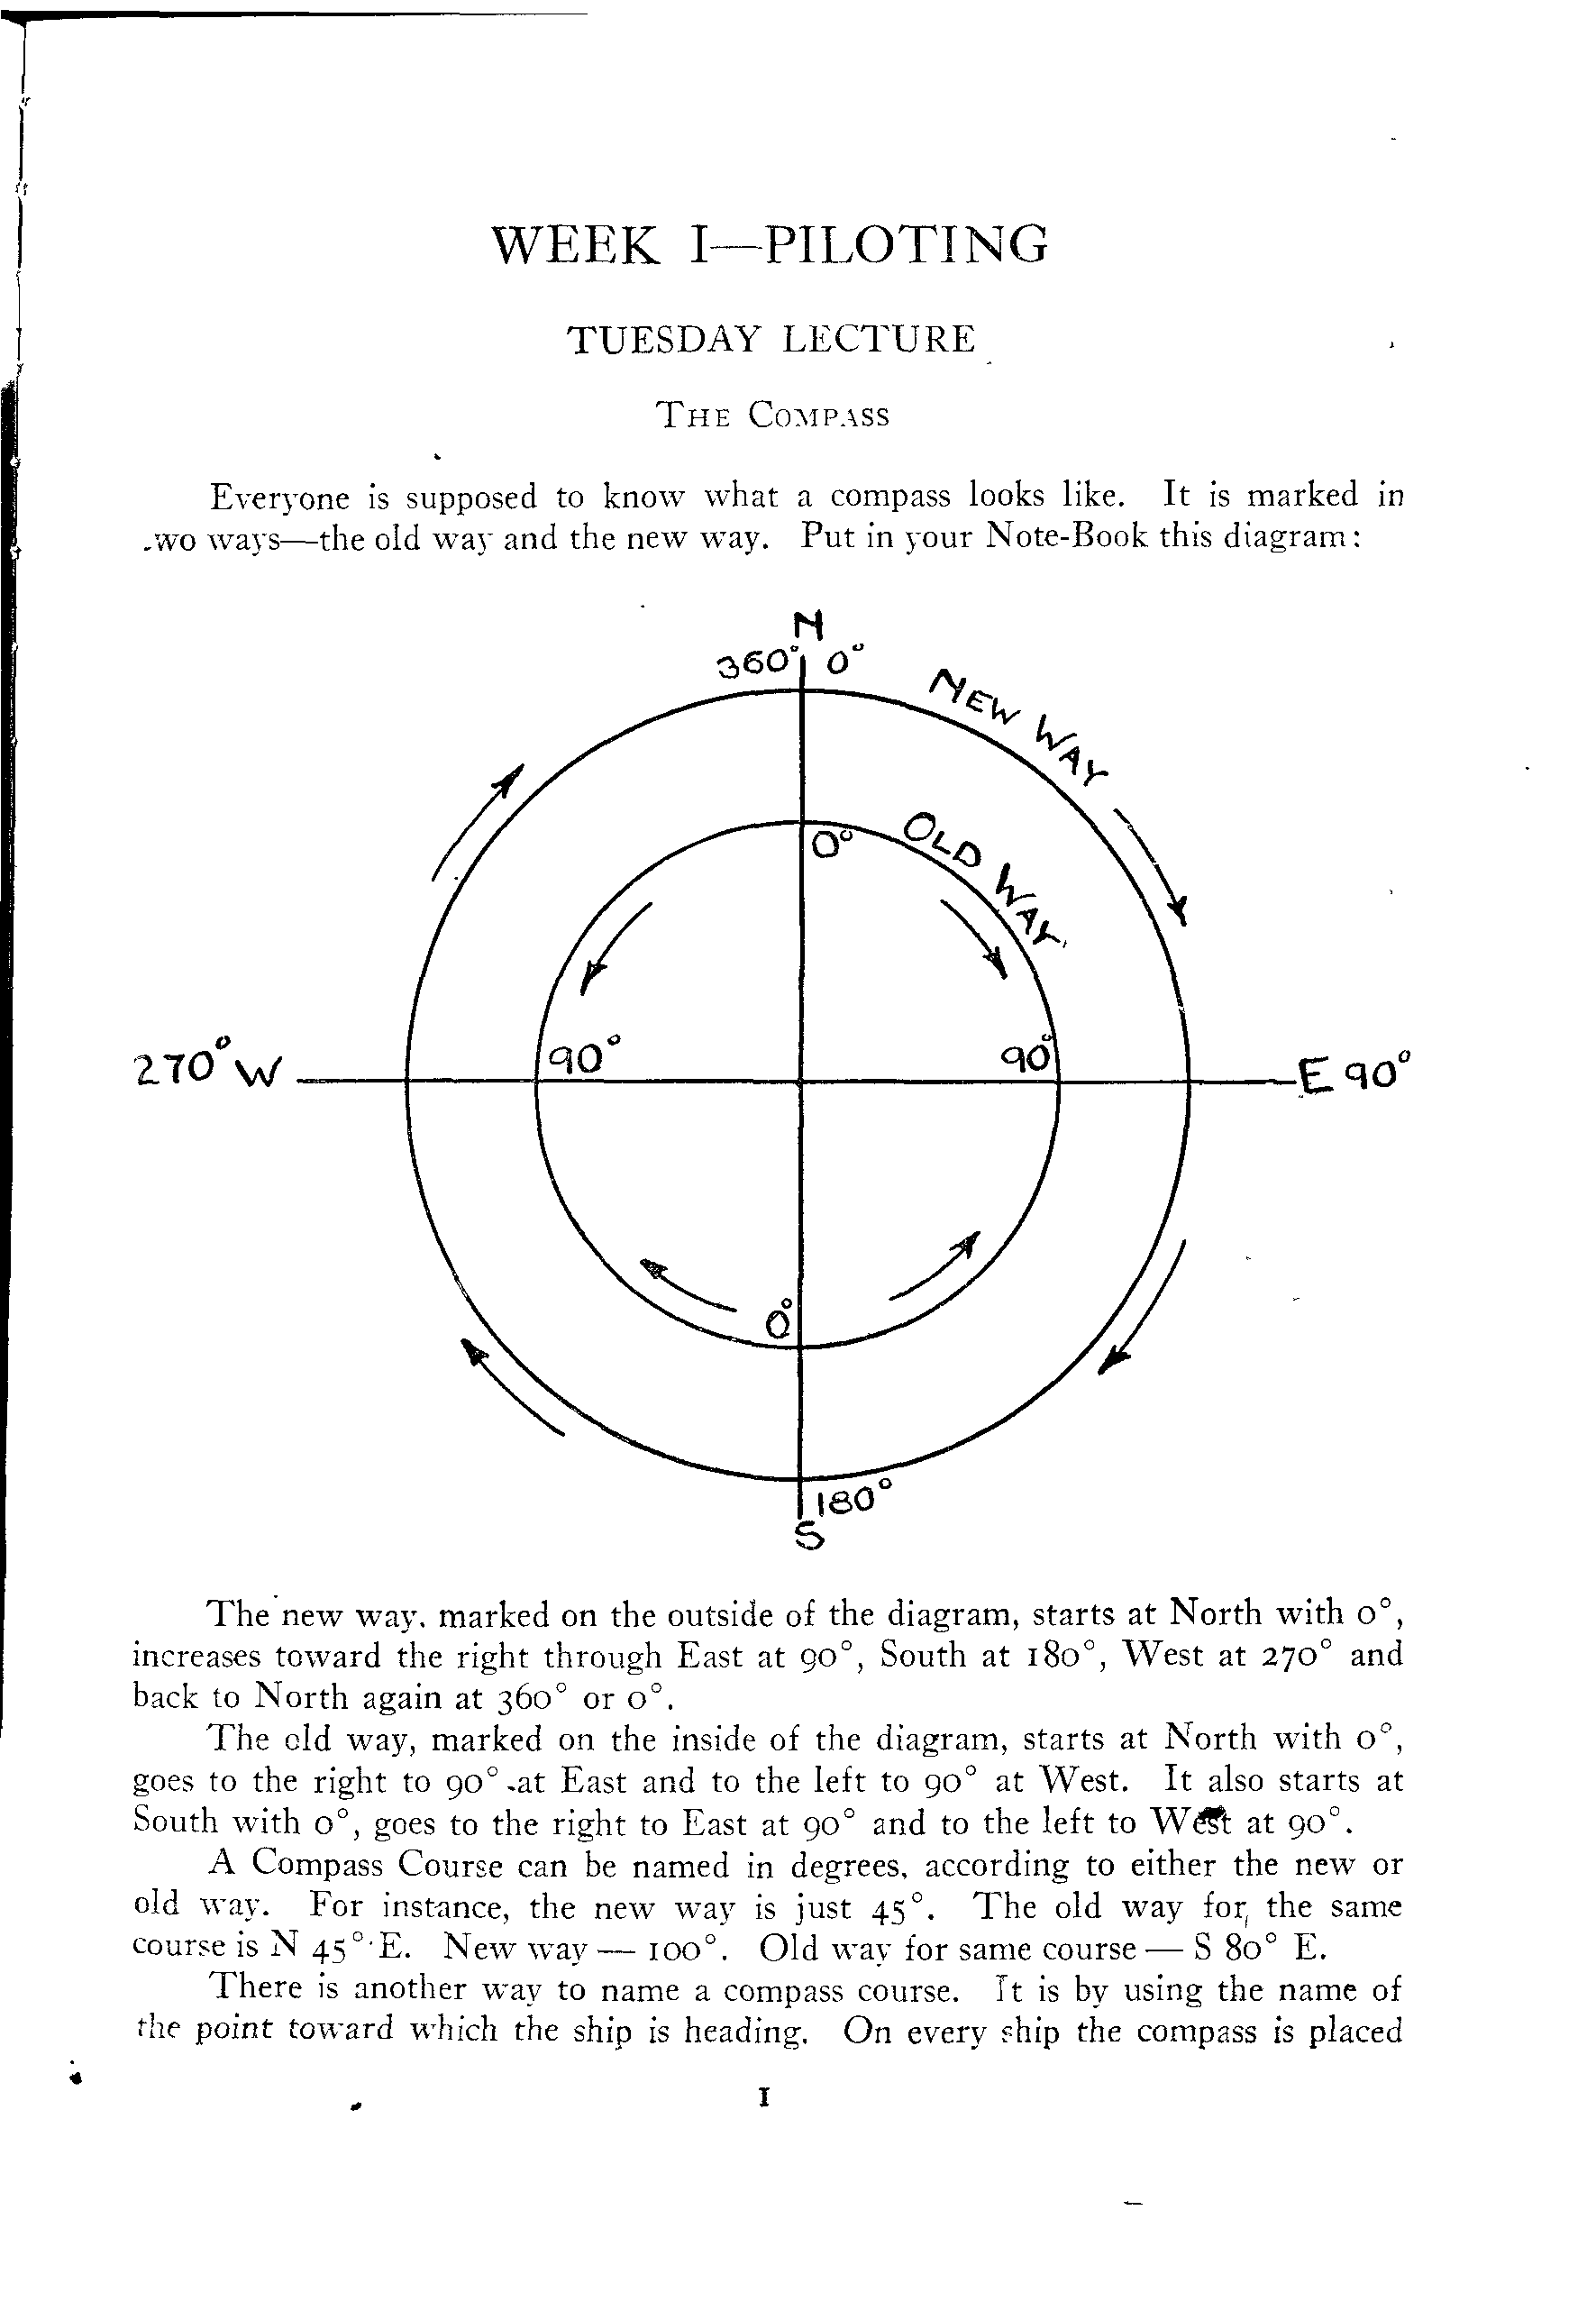 WEEK I—PILOTING
TUESDAY LECTURE
THE COMPASS
Everyone is supposed to know what a compass looks like. It is marked in
.wo ways—the old way and the new way. Put in your Note-Book this diagram:
N
360° 0°
NEW WAY
OLD WAY
0°
270° W
90°
90°
E 90°
0°
180°
S
The new way, marked on the outside of the diagram, starts at North with 0°,
increases toward the right through East at 90°, South at 180°, West at 270° and
back to North again at 360° or 0°.
The old way, marked on the inside of the diagram, starts at North with 0°,
goes to the right to 90° at East and to the left to 90° at West. It also starts at
South with 0°, goes to the right to East at 90° and to the left to West at 90°.
A Compass Course can be named in degrees, according to either the new or
old way. For instance, the new way is just 45°. The old way for the same
course is N 45° E. New way — 100°. Old way for same course — S 80° E.
There is another way to name a compass course. It is by using the name of
the point toward which the ship is heading. On every ship the compass is placed
I